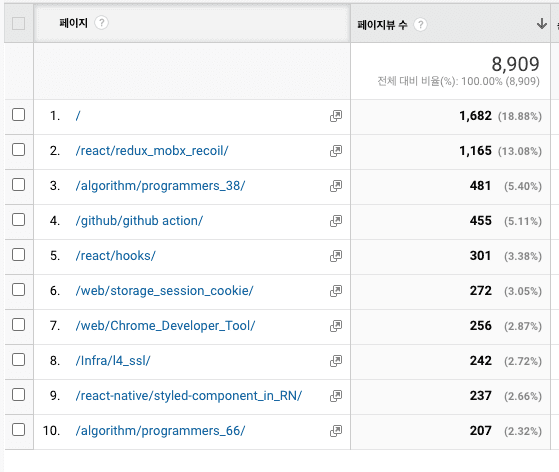 페이지 ? 페이지뷰 수 ? ↓
8,909
전체 대비 비율(%): 100.00% (8,909)
1. / 1,682 (18.88%)
2. /react/redux_mobx_recoil/ 1,165 (13.08%)
3. /algorithm/programmers_38/ 481 (5.40%)
4. /github/github action/ 455 (5.11%)
5. /react/hooks/ 301 (3.38%)
6. /web/storage_session_cookie/ 272 (3.05%)
7. /web/Chrome_Developer_Tool/ 256 (2.87%)
8. /Infra/l4_ssl/ 242 (2.72%)
9. /react-native/styled-component_in_RN/ 237 (2.66%)
10. /algorithm/programmers_66/ 207 (2.32%)